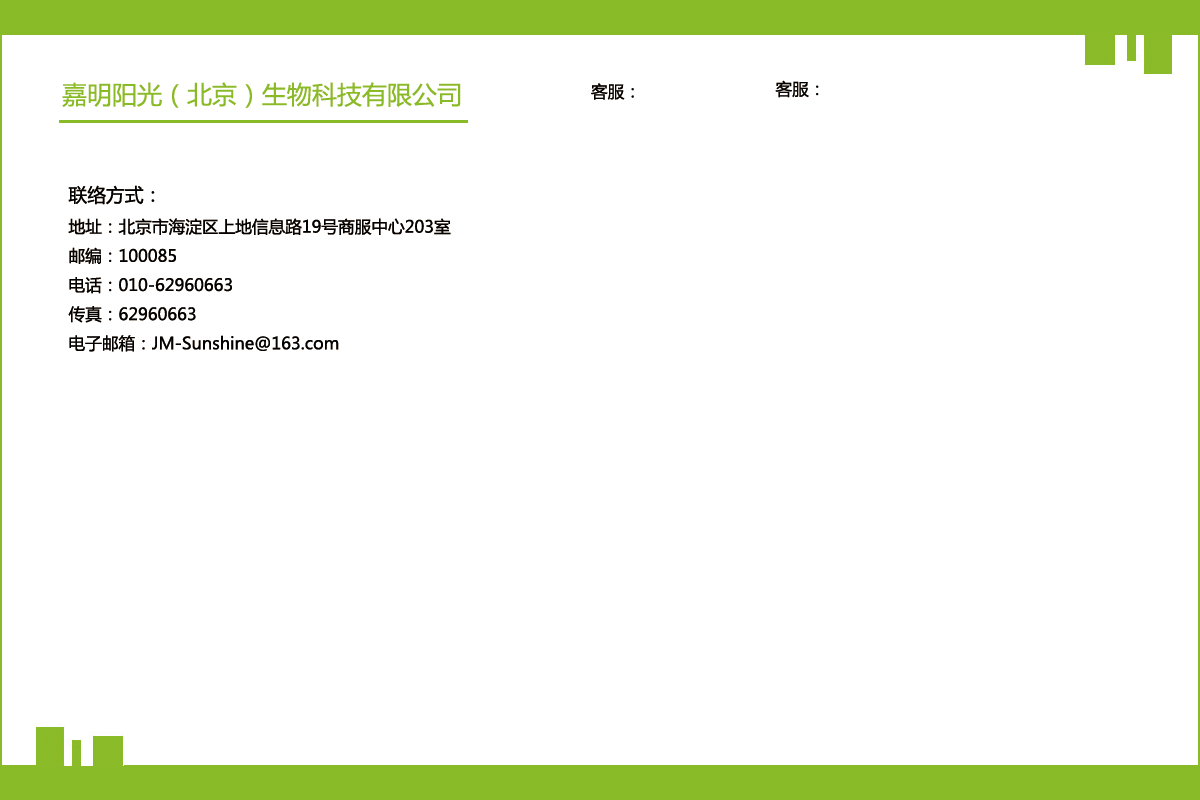 嘉明阳光（北京）生物科技有限公司
客服：
客服：
联络方式：
地址：北京市海淀区上地信息路19号商服中心203室
邮编：100085
电话：010-62960663
传真：62960663
电子邮箱：JM-Sunshine@163.com